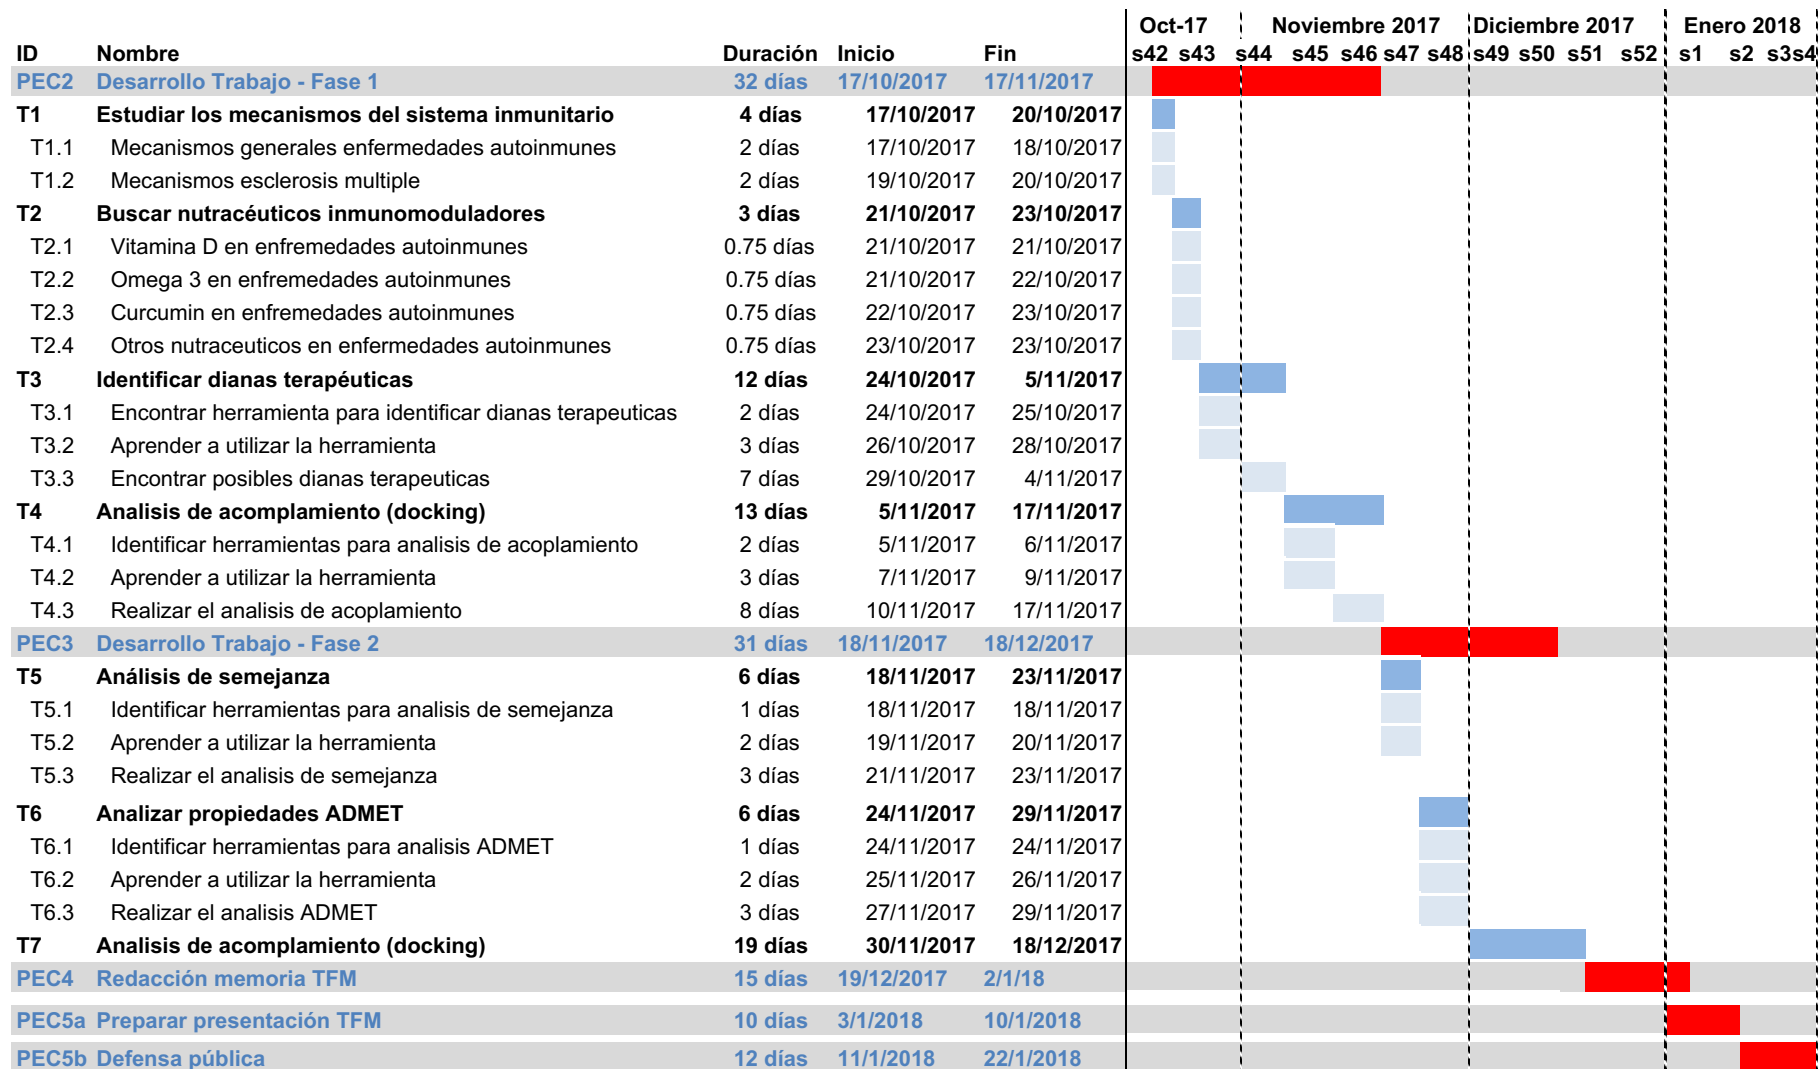 Oct-17 Noviembre 2017 Diciembre 2017 Enero 2018
ID Nombre Duración Inicio Fin s42 s43 s44 s45 s46 s47 s48 s49 s50 s51 s52 s1 s2 s3 s4
PEC2 Desarrollo Trabajo - Fase 1 32 días 17/10/2017 17/11/2017
T1 Estudiar los mecanismos del sistema inmunitario 4 días 17/10/2017 20/10/2017
T1.1 Mecanismos generales enfermedades autoinmunes 2 días 17/10/2017 18/10/2017
T1.2 Mecanismos esclerosis multiple 2 días 19/10/2017 20/10/2017
T2 Buscar nutracéuticos inmunomoduladores 3 días 21/10/2017 23/10/2017
T2.1 Vitamina D en enfremedades autoinmunes 0.75 días 21/10/2017 21/10/2017
T2.2 Omega 3 en enfremedades autoinmunes 0.75 días 21/10/2017 22/10/2017
T2.3 Curcumin en enfremedades autoinmunes 0.75 días 22/10/2017 23/10/2017
T2.4 Otros nutraceuticos en enfermedades autoinmunes 0.75 días 23/10/2017 23/10/2017
T3 Identificar dianas terapéuticas 12 días 24/10/2017 5/11/2017
T3.1 Encontrar herramienta para identificar dianas terapeuticas 2 días 24/10/2017 25/10/2017
T3.2 Aprender a utilizar la herramienta 3 días 26/10/2017 28/10/2017
T3.3 Encontrar posibles dianas terapeuticas 7 días 29/10/2017 4/11/2017
T4 Analisis de acomplamiento (docking) 13 días 5/11/2017 17/11/2017
T4.1 Identificar herramientas para analisis de acoplamiento 2 días 5/11/2017 6/11/2017
T4.2 Aprender a utilizar la herramienta 3 días 7/11/2017 9/11/2017
T4.3 Realizar el analisis de acoplamiento 8 días 10/11/2017 17/11/2017
PEC3 Desarrollo Trabajo - Fase 2 31 días 18/11/2017 18/12/2017
T5 Análisis de semejanza 6 días 18/11/2017 23/11/2017
T5.1 Identificar herramientas para analisis de semejanza 1 días 18/11/2017 18/11/2017
T5.2 Aprender a utilizar la herramienta 2 días 19/11/2017 20/11/2017
T5.3 Realizar el analisis de semejanza 3 días 21/11/2017 23/11/2017
T6 Analizar propiedades ADMET 6 días 24/11/2017 29/11/2017
T6.1 Identificar herramientas para analisis ADMET 1 días 24/11/2017 24/11/2017
T6.2 Aprender a utilizar la herramienta 2 días 25/11/2017 26/11/2017
T6.3 Realizar el analisis ADMET 3 días 27/11/2017 29/11/2017
T7 Analisis de acomplamiento (docking) 19 días 30/11/2017 18/12/2017
PEC4 Redacción memoria TFM 15 días 19/12/2017 2/1/18
PEC5a Preparar presentación TFM 10 días 3/1/2018 10/1/2018
PEC5b Defensa pública 12 días 11/1/2018 22/1/2018